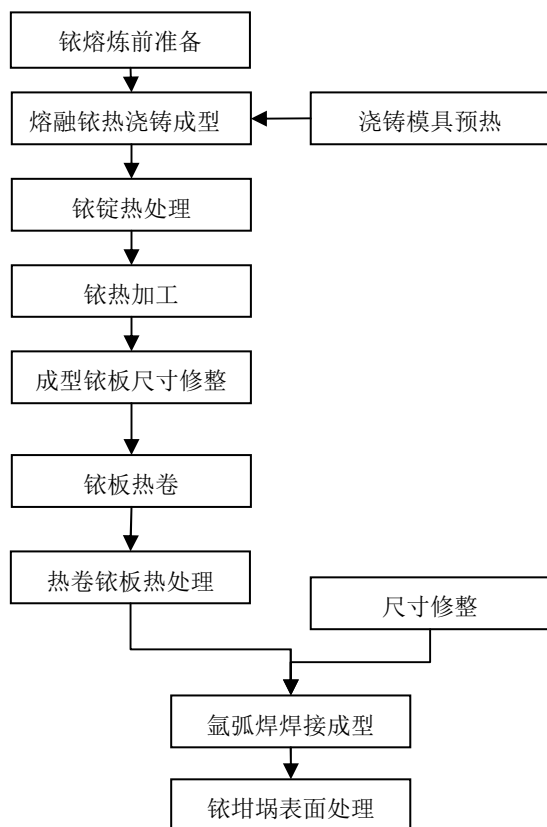 铱熔炼前准备
熔融铱热浇铸成型
浇铸模具预热
铱锭热处理
铱热加工
成型铱板尺寸修整
铱板热卷
热卷铱板热处理
尺寸修整
氩弧焊焊接成型
铱坩埚表面处理